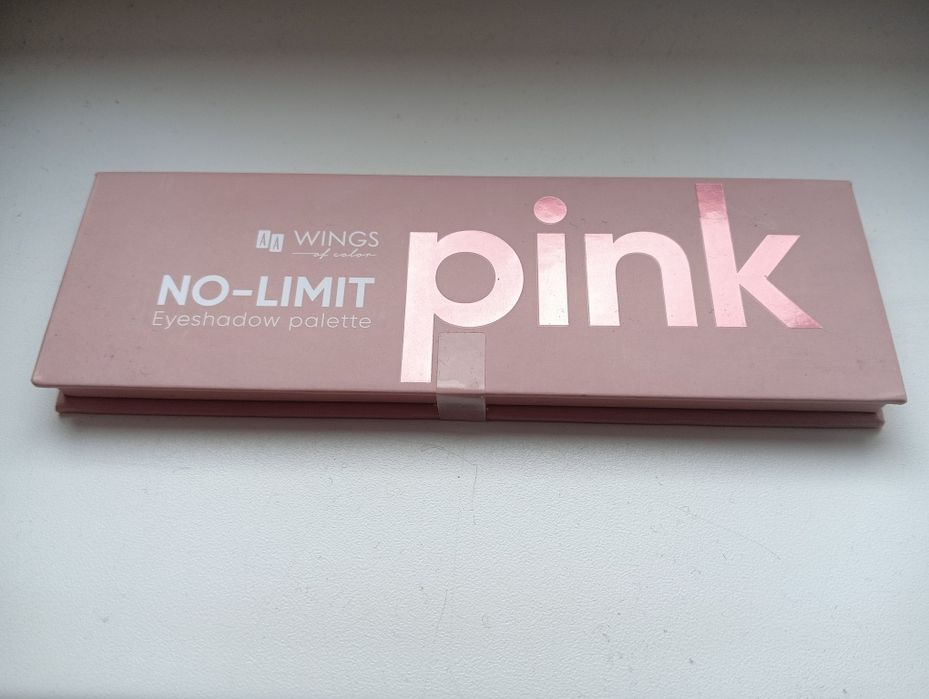 AA WINGS
of color
NO-LIMIT
Eyeshadow palette
pink